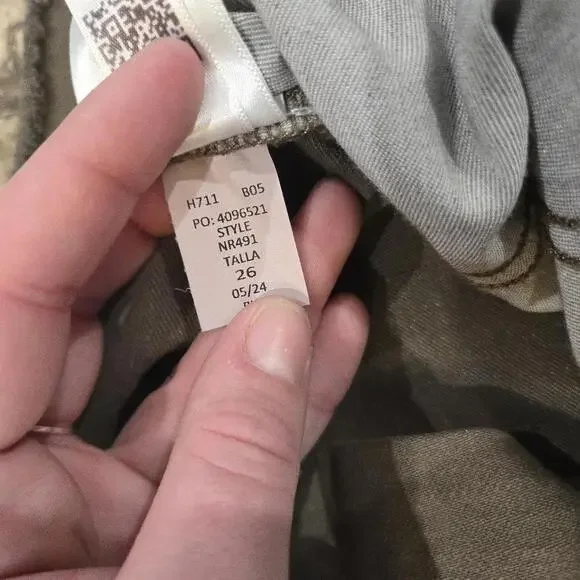 H711 B05
PO: 4096521
STYLE
NR491
TALLA
26
05/24